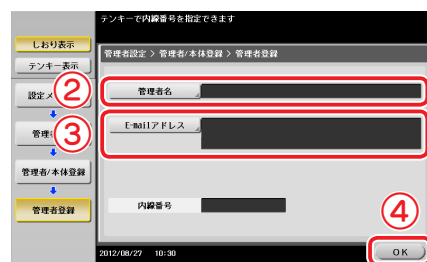 テンキーで内線番号を指定できます
しおり表示
テンキー表示
管理者設定 > 管理者/本体登録 > 管理者登録
設定メ
②
管理者名
管理
③
E-mailアドレス
管理者/本体登録
管理者登録
内線番号
④
2012/08/27 10:30
OK